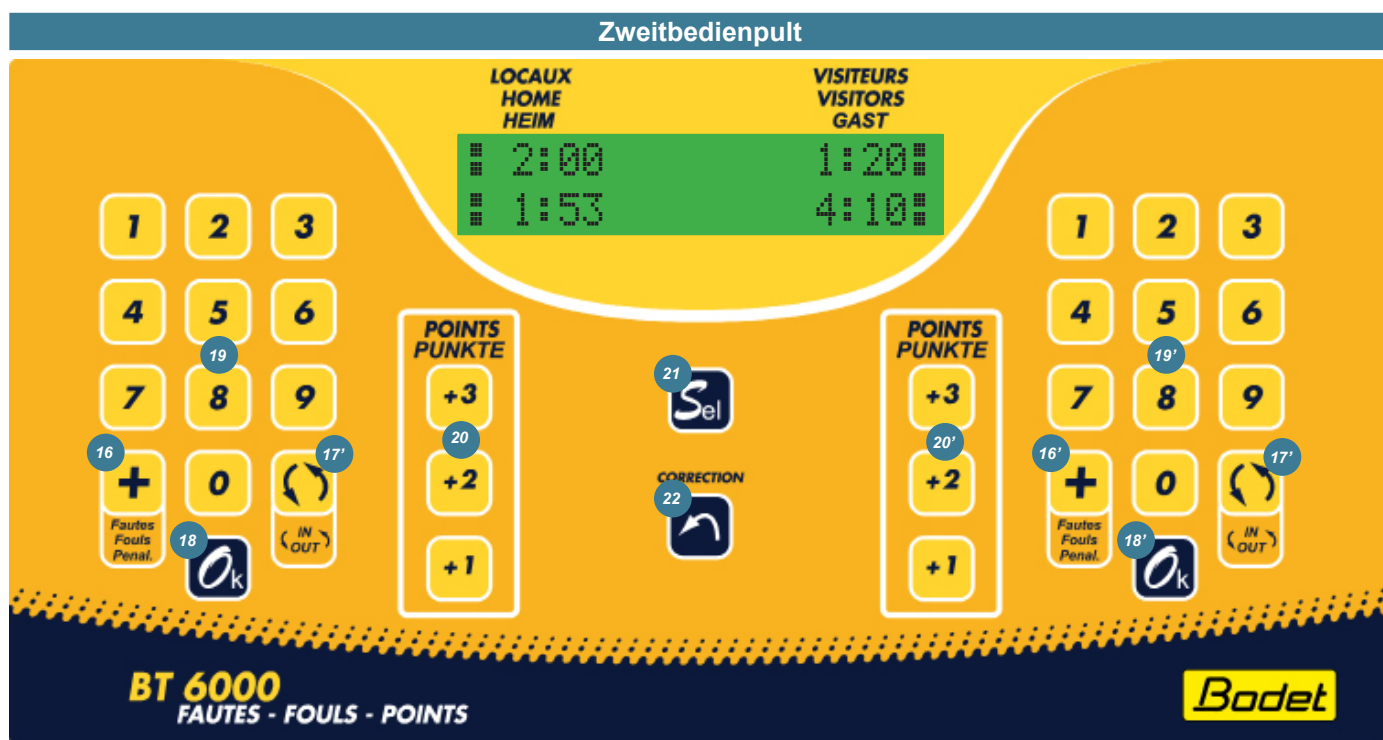 Zweitbedienpult
LOCAUX
HOME
HEIM
VISITEURS
VISITORS
GAST
2:00 1:20
1:53 4:10
1 2 3
4 5 6
19
7 8 9
16 17'
+ 0
Fautes
Fouls
Penal.
IN
OUT
18
Ok
POINTS
PUNKTE
+3
20
+2
+1
21
Sel
CORRECTION
22
POINTS
PUNKTE
+3
20'
+2
+1
1 2 3
4 5 6
19'
7 8 9
16' 17'
+ 0
Fautes
Fouls
Penal.
IN
OUT
18'
Ok
BT 6000
FAUTES - FOULS - POINTS
Bodet